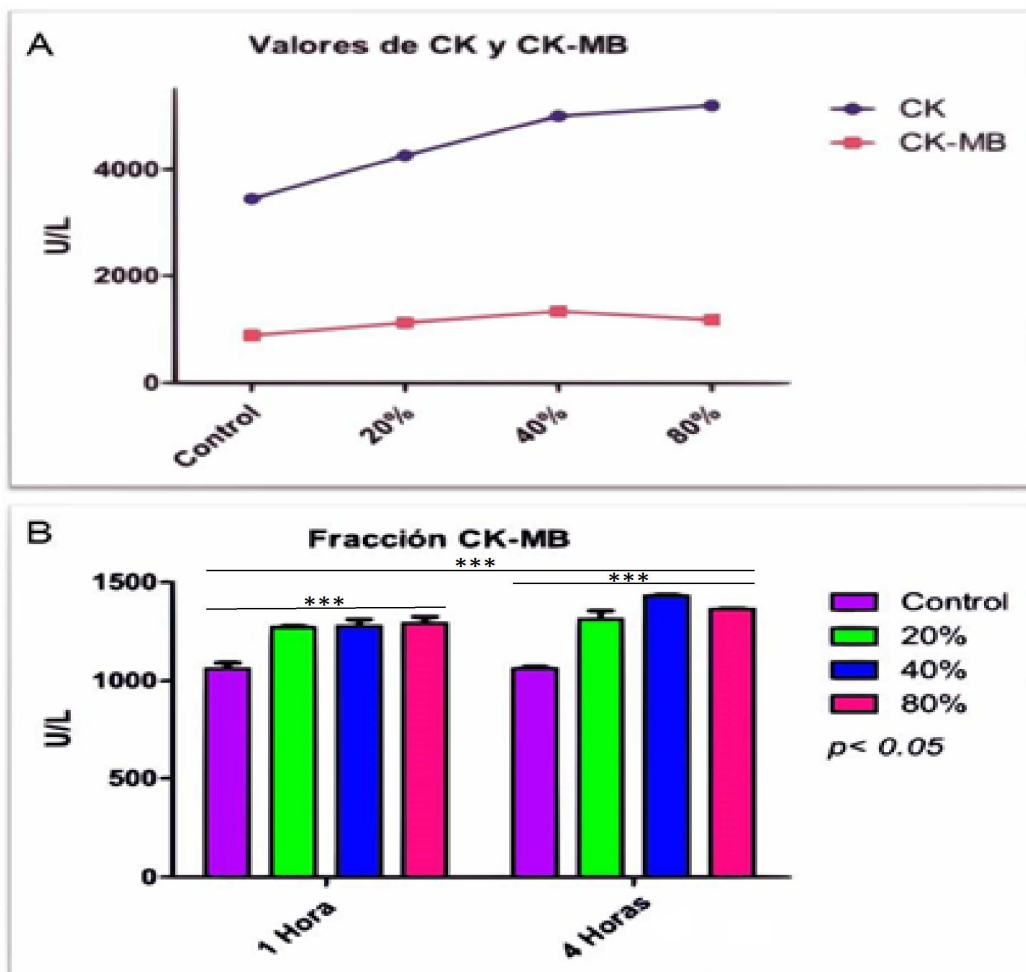 A
Valores de CK y CK-MB
CK
CK-MB
U/L
4000
2000
0
Control
20%
40%
80%
B
Fracción CK-MB
***
***
***
U/L
1500
1000
500
0
1 Hora
4 Horas
Control
20%
40%
80%
p< 0.05